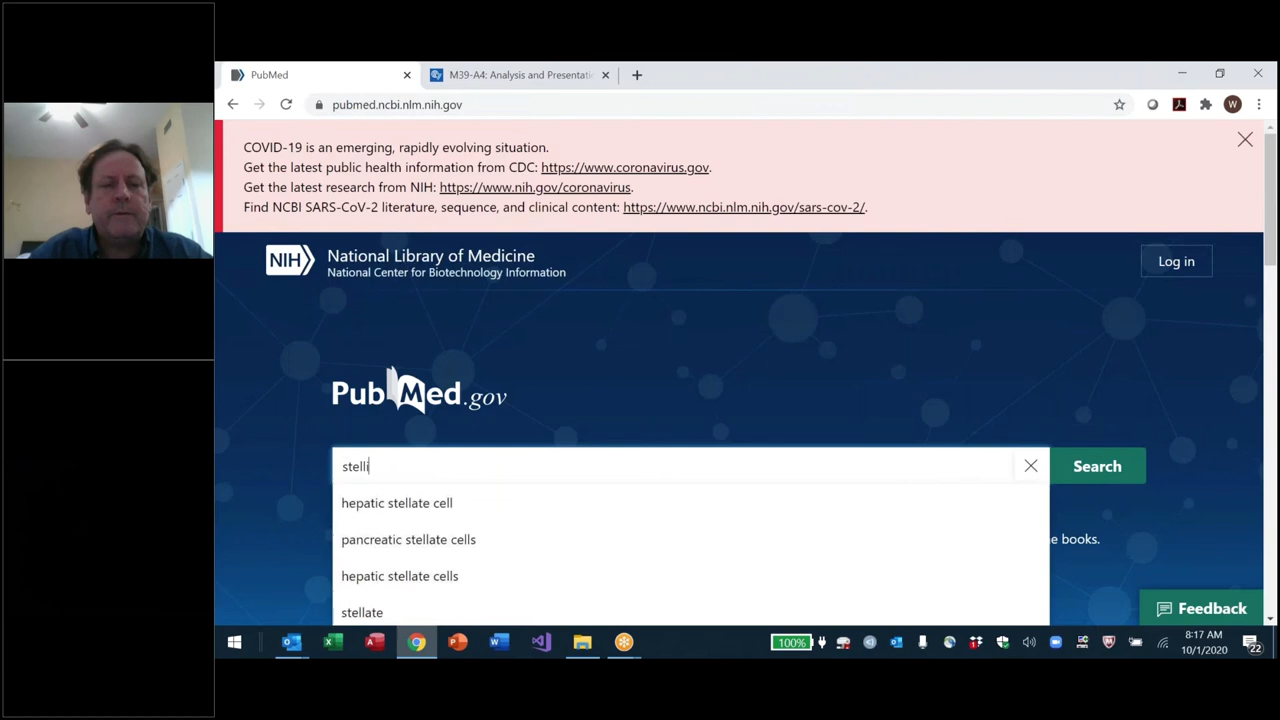 PubMed
M39-A4: Analysis and Presentati
pubmed.ncbi.nlm.nih.gov
W
COVID-19 is an emerging, rapidly evolving situation.
Get the latest public health information from CDC: https://www.coronavirus.gov.
Get the latest research from NIH: https://www.nih.gov/coronavirus.
Find NCBI SARS-CoV-2 literature, sequence, and clinical content: https://www.ncbi.nlm.nih.gov/sars-cov-2/.
NIH
National Library of Medicine
National Center for Biotechnology Information
Log in
PubMed.gov
stelli
Search
hepatic stellate cell
pancreatic stellate cells
e books.
hepatic stellate cells
stellate
Feedback
100%
8:17 AM
10/1/2020
22